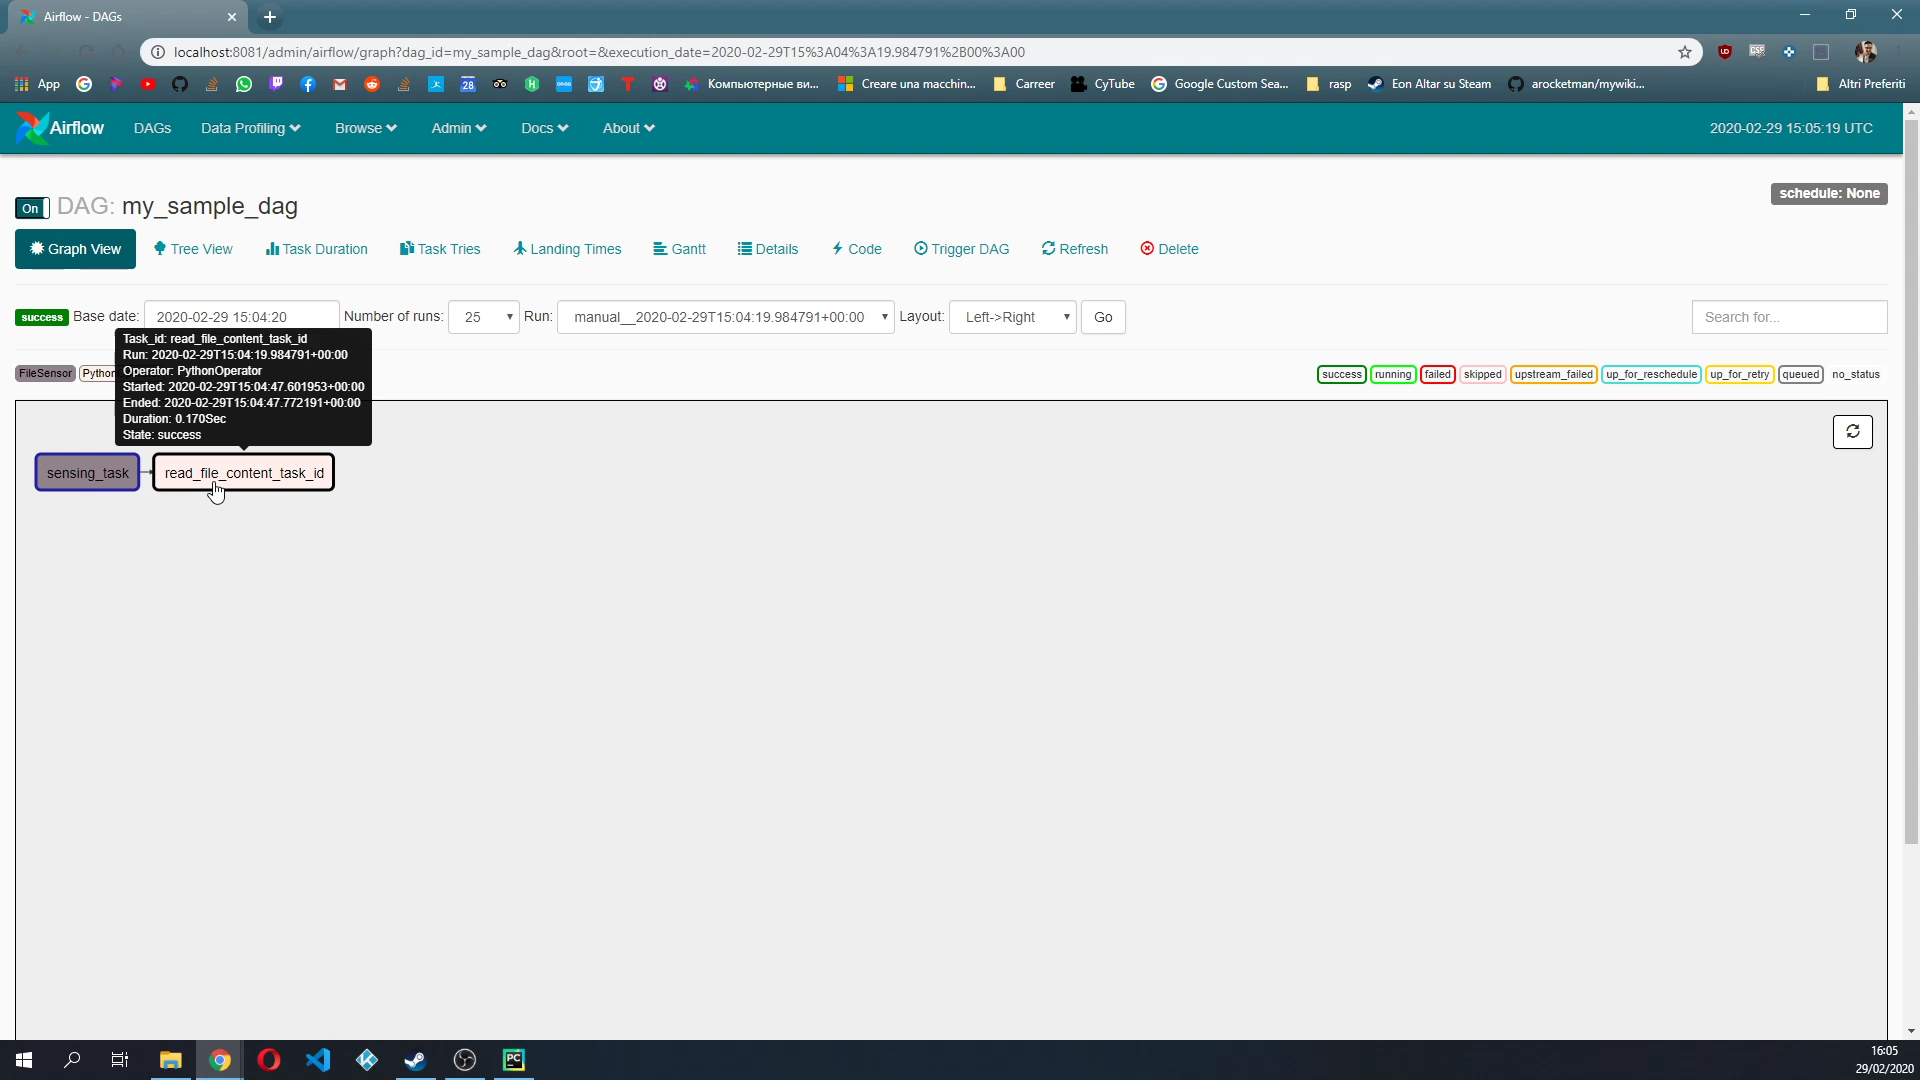 Airflow - DAGs
localhost:8081/admin/airflow/graph?dag_id=my_sample_dag&root=&execution_date=2020-02-29T15%3A04%3A19.984791%2B00%3A00
App
28
Компьютерные ви...
Creare una macchin...
Carreer
CyTube
Google Custom Sea...
rasp
Eon Altar su Steam
arocketman/mywiki...
Altri Preferiti
Airflow
DAGs
Data Profiling
Browse
Admin
Docs
About
2020-02-29 15:05:19 UTC
On
DAG: my_sample_dag
schedule: None
Graph View
Tree View
Task Duration
Task Tries
Landing Times
Gantt
Details
Code
Trigger DAG
Refresh
Delete
success
Base date:
2020-02-29 15:04:20
Number of runs:
25
Run:
manual__2020-02-29T15:04:19.984791+00:00
Layout:
Left->Right
Go
Search for...
Task_id: read_file_content_task_id
Run: 2020-02-29T15:04:19.984791+00:00
Operator: PythonOperator
Started: 2020-02-29T15:04:47.601953+00:00
Ended: 2020-02-29T15:04:47.772191+00:00
Duration: 0.170Sec
State: success
FileSensor
Python
success
running
failed
skipped
upstream_failed
up_for_reschedule
up_for_retry
queued
no_status
sensing_task
read_file_content_task_id
PC
16:05
29/02/2020